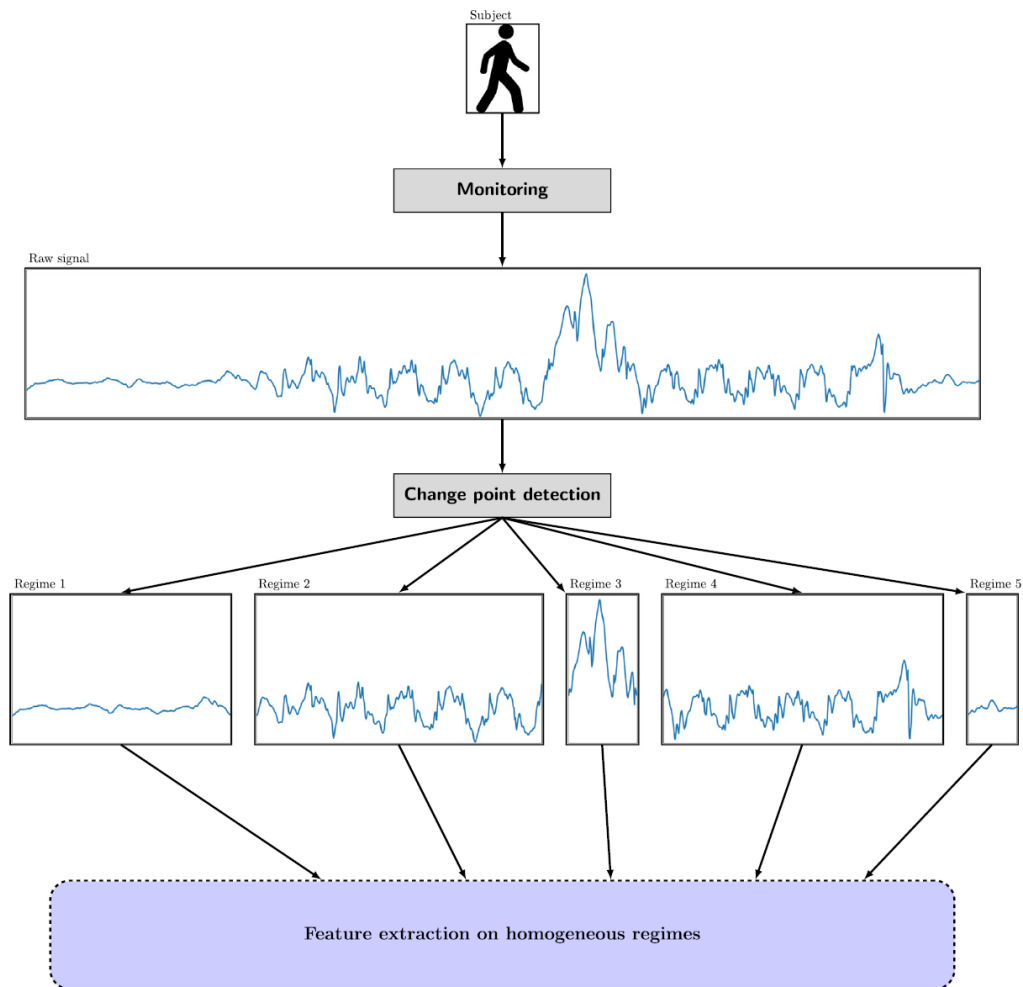 Subject
Monitoring
Raw signal
Change point detection
Regime 1
Regime 2
Regime 3
Regime 4
Regime 5
Feature extraction on homogeneous regimes